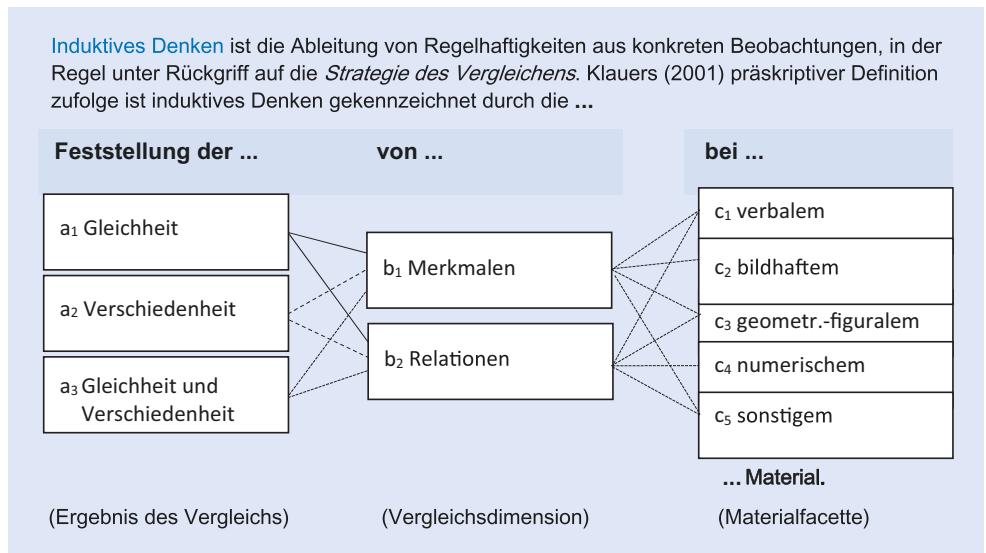 Induktives Denken ist die Ableitung von Regelhaftigkeiten aus konkreten Beobachtungen, in der
Regel unter Rückgriff auf die Strategie des Vergleichens. Klauers (2001) präskriptiver Definition
zufolge ist induktives Denken gekennzeichnet durch die ...
Feststellung der ...
von ...
bei ...
a1 Gleichheit
a2 Verschiedenheit
a3 Gleichheit und
Verschiedenheit
b1 Merkmalen
b2 Relationen
c1 verbalem
c2 bildhaftem
c3 geometr.-figuralem
c4 numerischem
c5 sonstigem
... Material.
(Ergebnis des Vergleichs)
(Vergleichsdimension)
(Materialfacette)